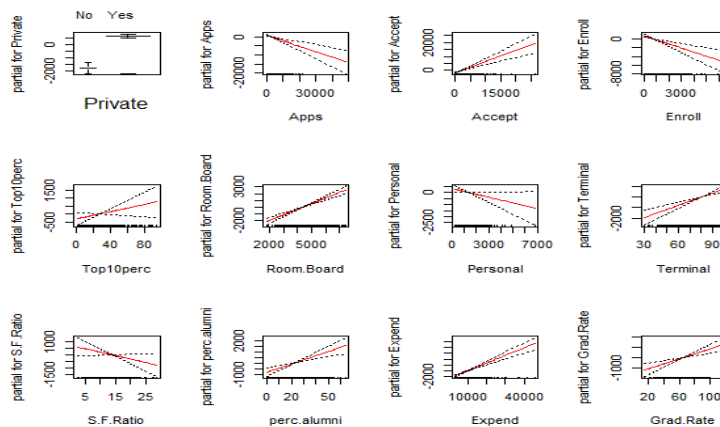 No Yes
partial for Private
0
-2000
Private
partial for Apps
0
-20000
0 30000
Apps
partial for Accept
20000
0
0 15000
Accept
partial for Enroll
0
-8000
0 3000
Enroll
partial for Top10perc
1500
-500
0 40 80
Top10perc
partial for Room.Board
3000
-2000
2000 5000
Room.Board
partial for Personal
0
-2500
0 3000 7000
Personal
partial for Terminal
-2000
30 60 90
Terminal
partial for S.F.Ratio
1000
-1500
5 15 25
S.F.Ratio
partial for perc.alumni
2000
-1000
0 20 50
perc.alumni
partial for Expend
-2000
10000 40000
Expend
partial for Grad.Rate
-1000
20 60 100
Grad.Rate